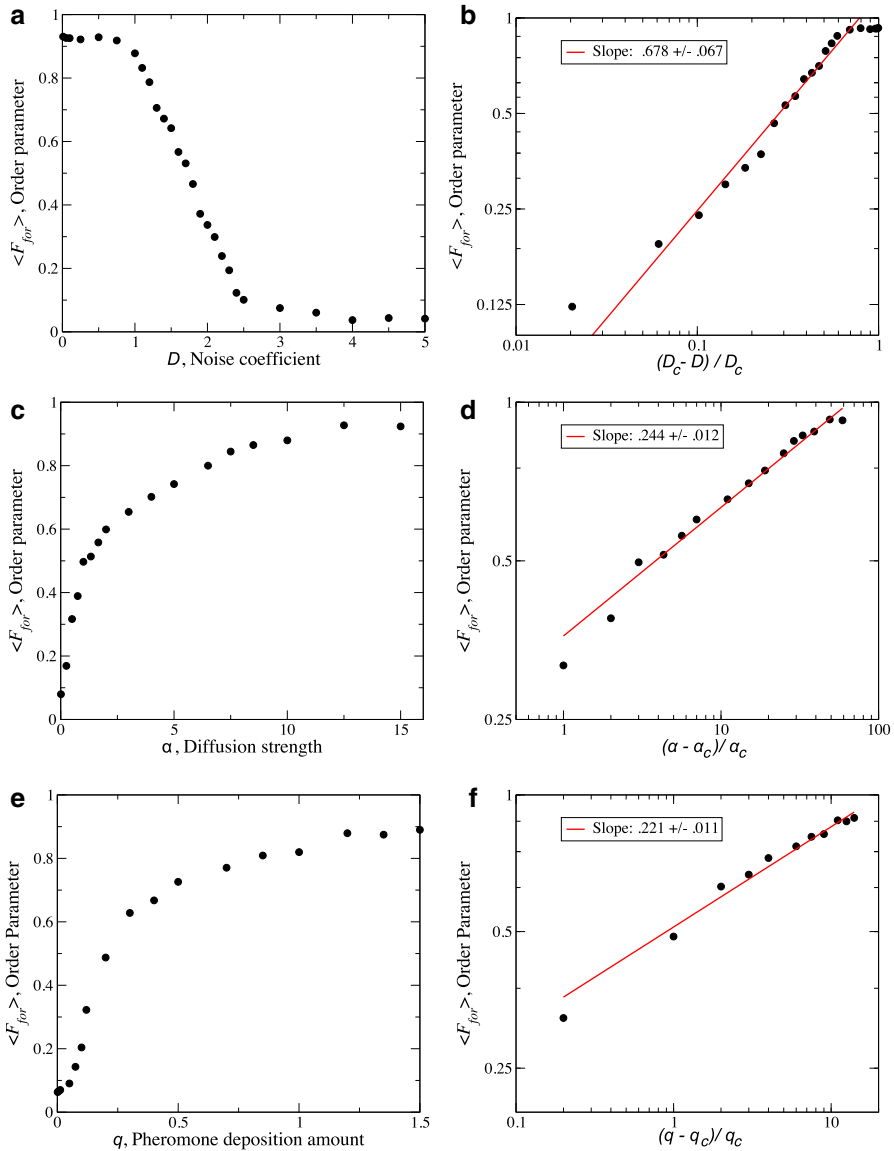 a
1
0.8
0.6
0.4
0.2
0
<F_for>, Order parameter
0 1 2 3 4 5
D, Noise coefficient
b
1
0.5
0.25
0.125
<F_for>, Order parameter
Slope: .678 +/- .067
0.01 0.1 1
(D_c - D) / D_c
c
1
0.8
0.6
0.4
0.2
0
<F_for>, Order parameter
0 5 10 15
α, Diffusion strength
d
1
0.5
0.25
<F_for>, Order parameter
Slope: .244 +/- .012
1 10 100
(α - α_c)/ α_c
e
1
0.8
0.6
0.4
0.2
0
<F_for>, Order Parameter
0 0.5 1 1.5
q, Pheromone deposition amount
f
1
0.5
0.25
<F_for>, Order Parameter
Slope: .221 +/- .011
0.1 1 10
(q - q_c)/ q_c